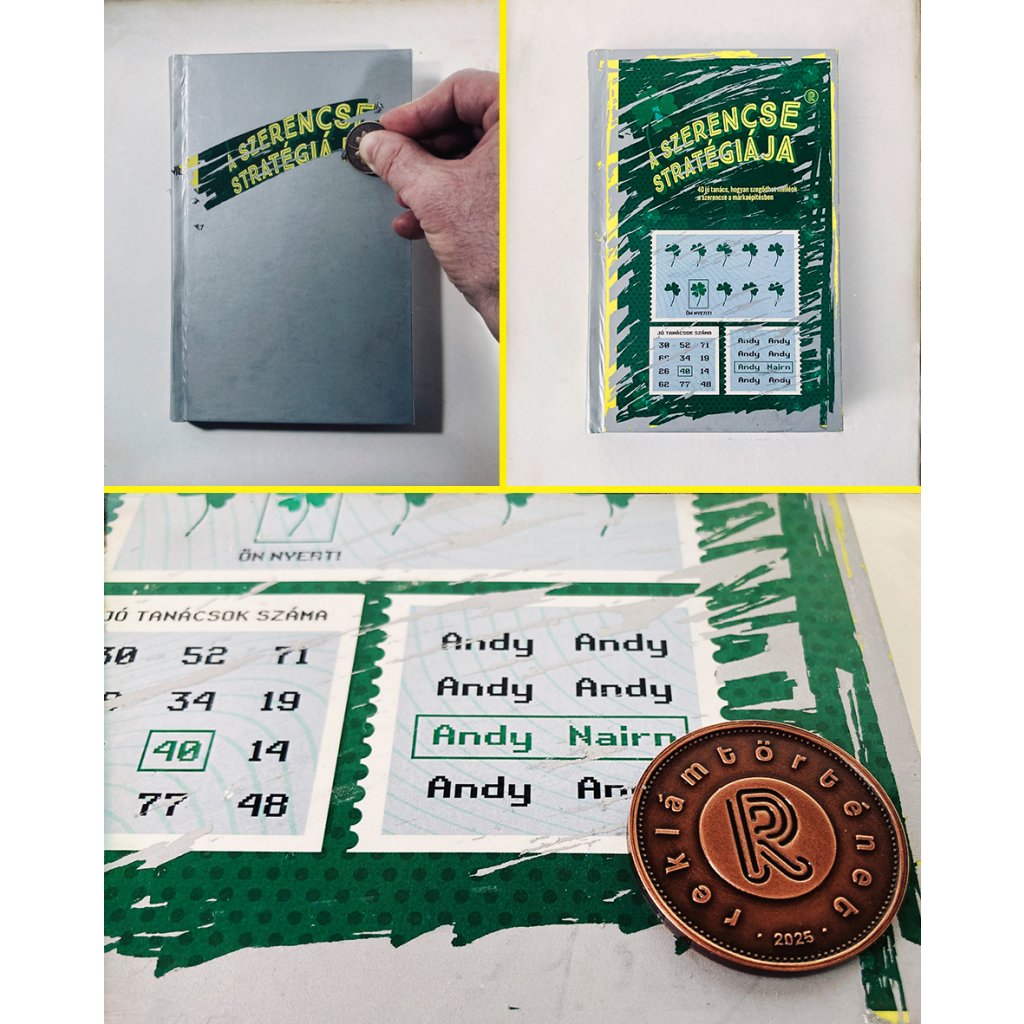 A SZERENCSE
STRATÉGIÁ
A SZERENCSE
STRATÉGIÁJA
R
40 jó tanács, hogyan szegődhet mellénk
a szerencse a márkaépítésben
ÖN NYERT!
JÓ TANÁCSOK SZÁMA
30 52 71
34 19
26 40 14
62 77 48
Andy Andy
Andy Andy
Andy Nairn
Andy Andy
ÖN NYERT!
JÓ TANÁCSOK SZÁMA
30 52 71
34 19
40 14
77 48
Andy Andy
Andy Andy
Andy Nairn
Andy An
reklámtörténet
R
· 2025 ·